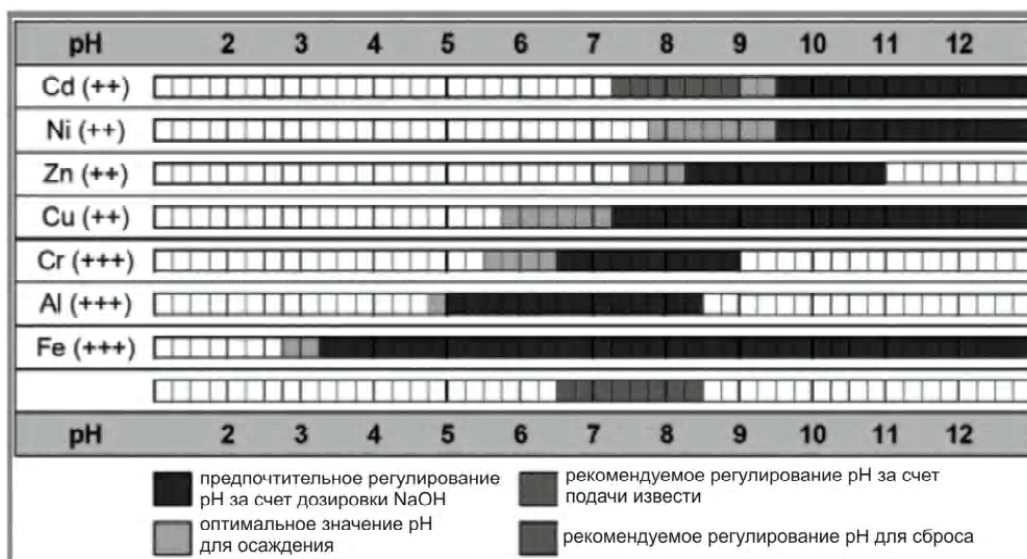 pH 2 3 4 5 6 7 8 9 10 11 12
Cd (++)
Ni (++)
Zn (++)
Cu (++)
Cr (+++)
Al (+++)
Fe (+++)
pH 2 3 4 5 6 7 8 9 10 11 12
предпочтительное регулирование
pH за счет дозировки NaOH
оптимальное значение pH
для осаждения
рекомендуемое регулирование pH за счет
подачи извести
рекомендуемое регулирование pH для сброса